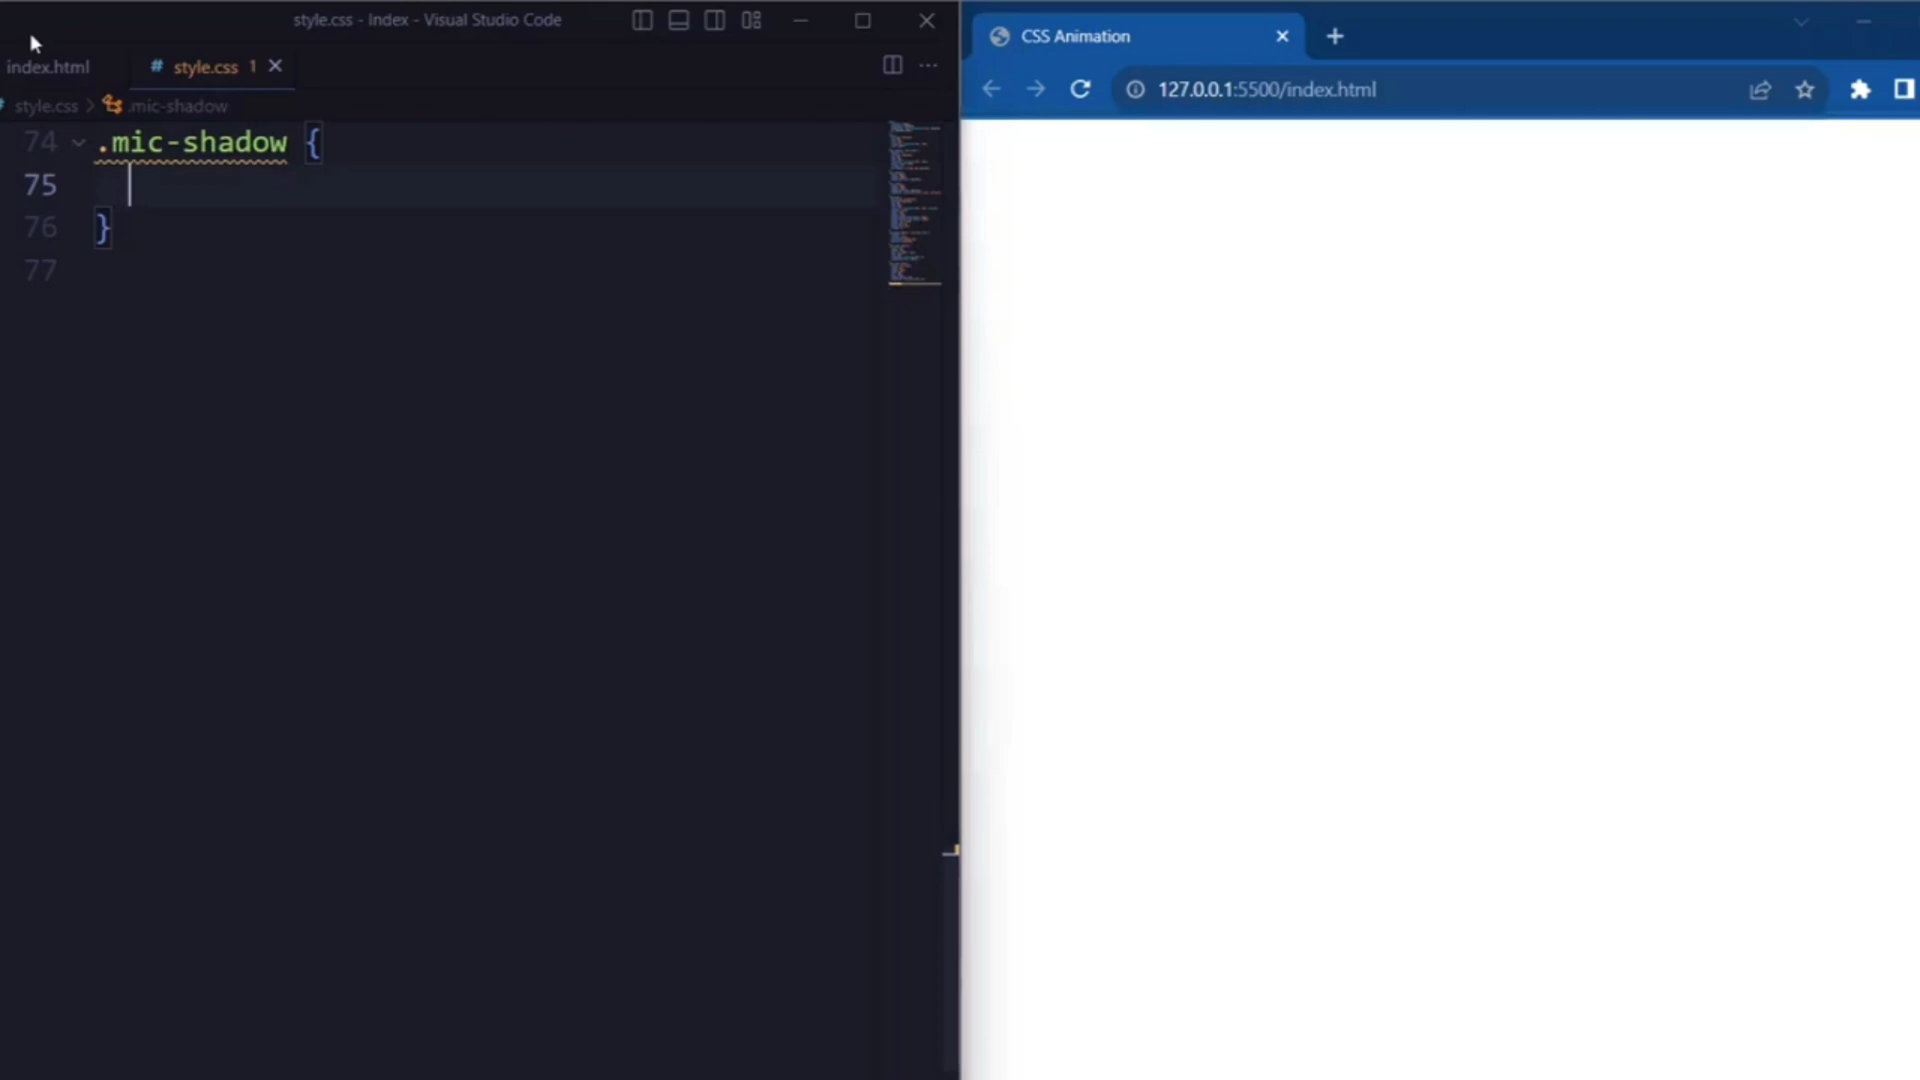 style.css - Index - Visual Studio Code
index.html
# style.css 1
style.css > .mic-shadow
74 .mic-shadow {
75
76 }
77
CSS Animation
127.0.0.1:5500/index.html